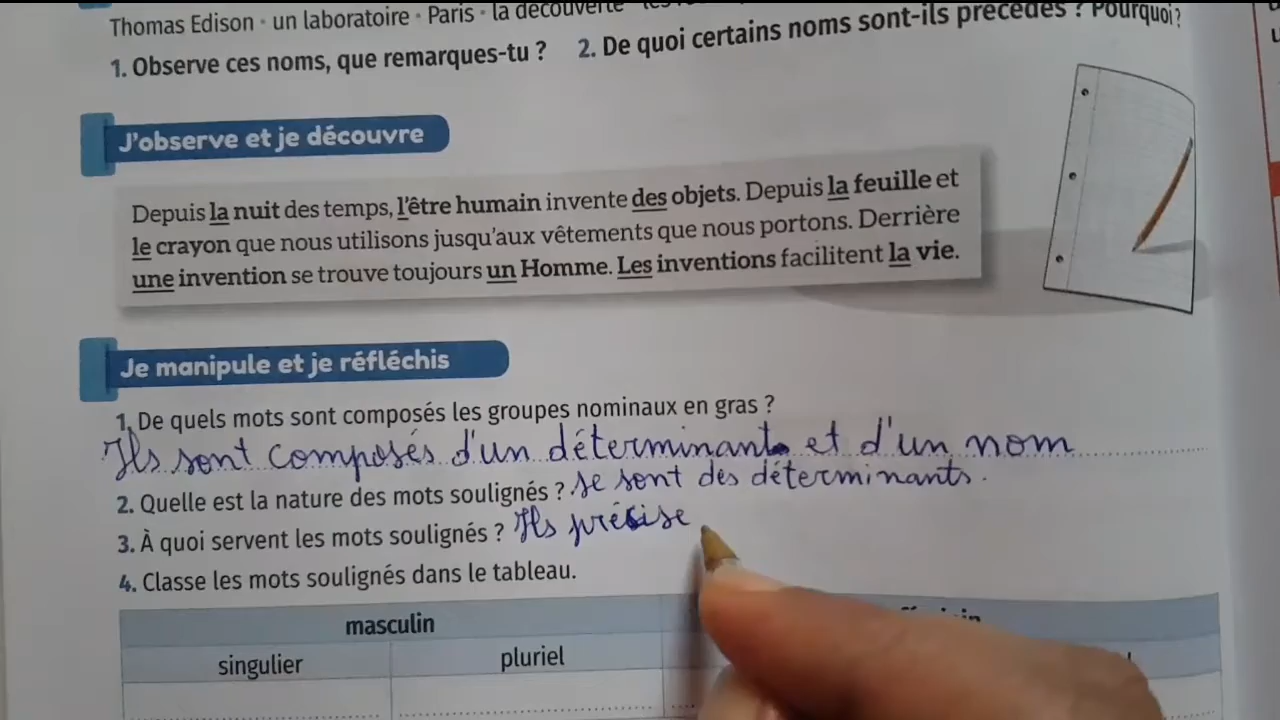 Thomas Edison · un laboratoire · Paris · la découverte
1. Observe ces noms, que remarques-tu ? 2. De quoi certains noms sont-ils précédés ? Pourquoi ?
J'observe et je découvre
Depuis la nuit des temps, l'être humain invente des objets. Depuis la feuille et
le crayon que nous utilisons jusqu'aux vêtements que nous portons. Derrière
une invention se trouve toujours un Homme. Les inventions facilitent la vie.
Je manipule et je réfléchis
1. De quels mots sont composés les groupes nominaux en gras ?
Ils sont composés d'un déterminant et d'un nom
2. Quelle est la nature des mots soulignés ? se sont des déterminants.
3. À quoi servent les mots soulignés ? Ils précise
4. Classe les mots soulignés dans le tableau.
masculin
singulier pluriel